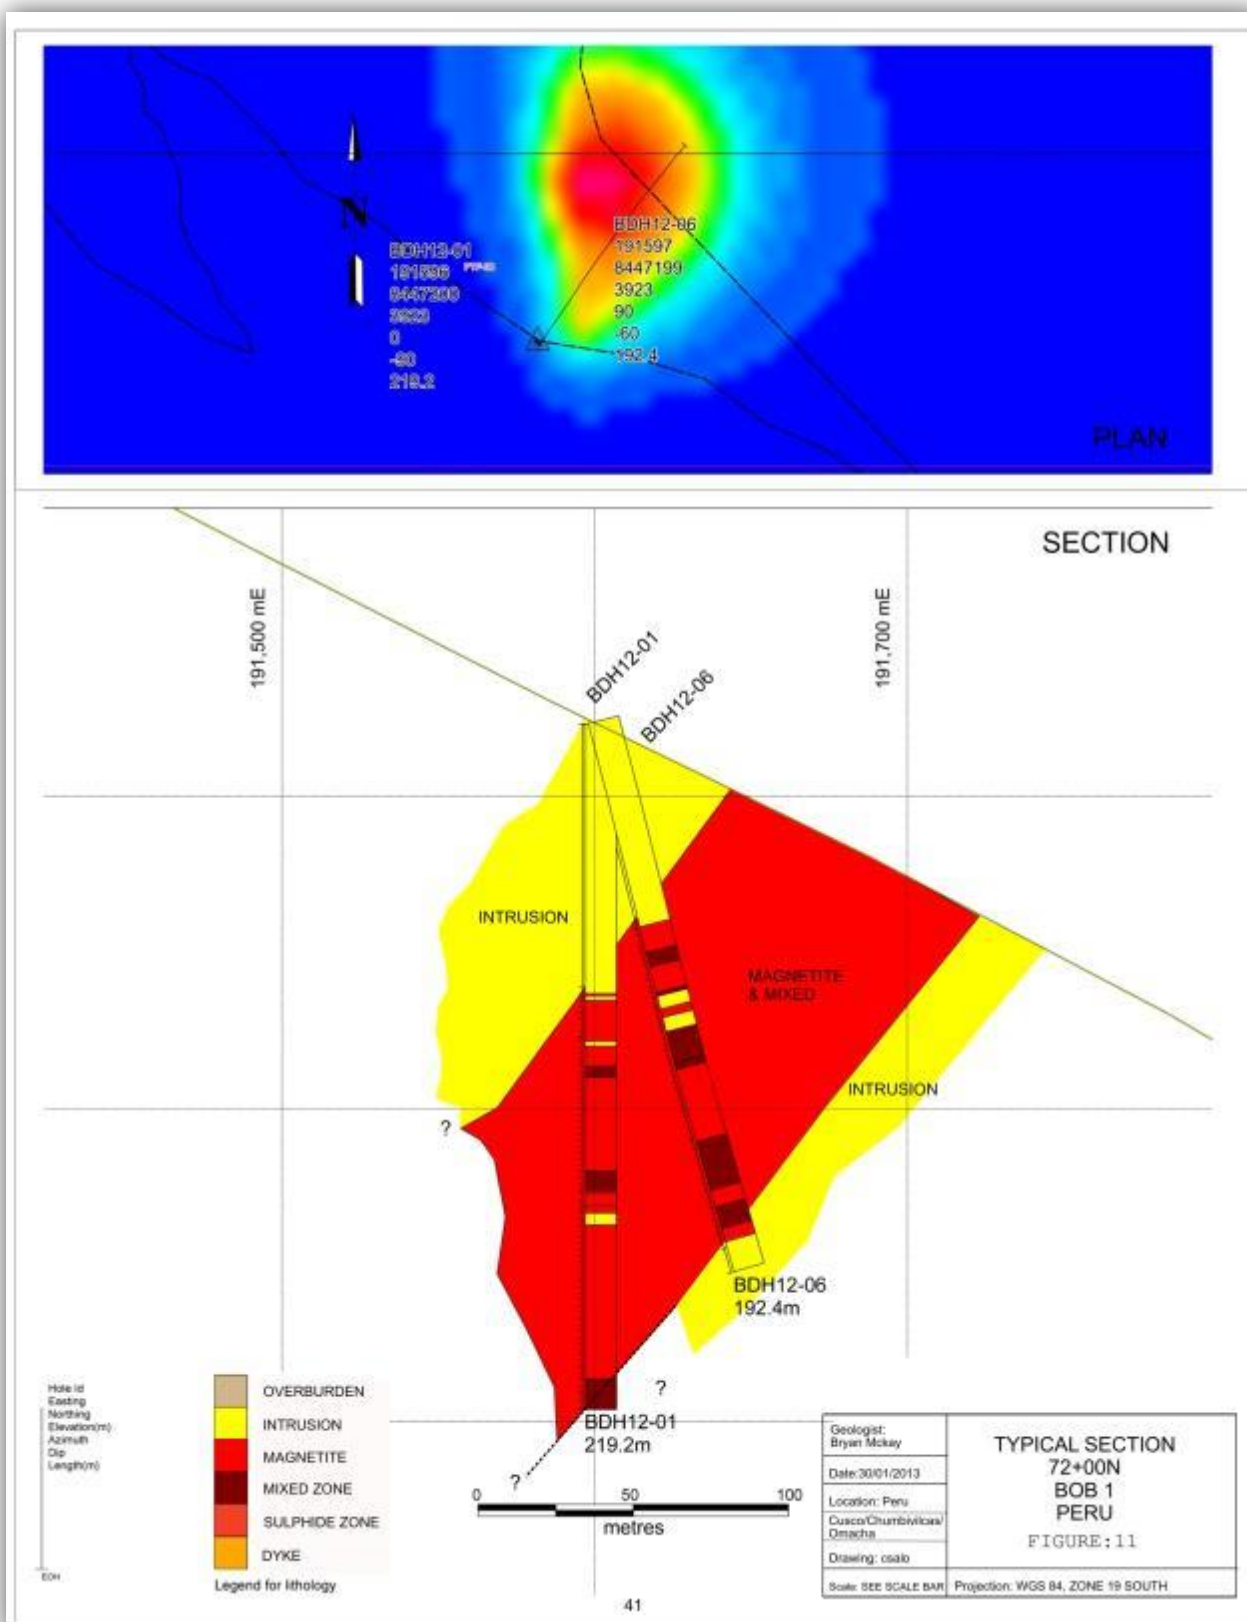 N
BDH12-01
191596
8447200
3923
0
-90
219.2
BDH12-06
191597
8447199
3923
90
-60
192.4
PLAN
SECTION
191,500 mE
191,700 mE
BDH12-01
BDH12-06
INTRUSION
MAGNETITE
& MIXED
INTRUSION
?
BDH12-06
192.4m
?
BDH12-01
219.2m
?
0 50 100
metres
Hole Id
Easting
Northing
Elevation(m)
Azimuth
Dip
Length(m)
EOH
OVERBURDEN
INTRUSION
MAGNETITE
MIXED ZONE
SULPHIDE ZONE
DYKE
Legend for lithology
Geologist:
Bryan Mckay
Date:30/01/2013
Location: Peru
Cusco/Chumbivilcas/
Omacha
Drawing: csalo
Scale: SEE SCALE BAR
TYPICAL SECTION
72+00N
BOB 1
PERU
FIGURE:11
Projection: WGS 84, ZONE 19 SOUTH
41